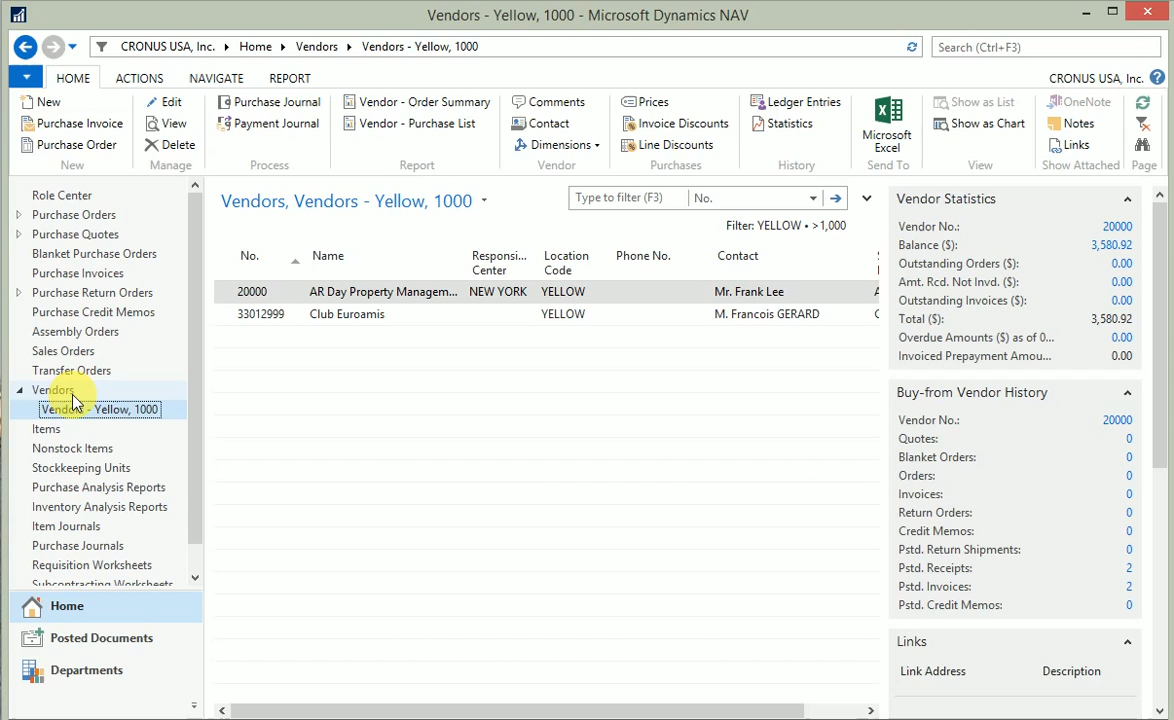 Vendors - Yellow, 1000 - Microsoft Dynamics NAV
CRONUS USA, Inc. Home Vendors Vendors - Yellow, 1000
Search (Ctrl+F3)
HOME ACTIONS NAVIGATE REPORT
CRONUS USA, Inc.
New
Purchase Invoice
Purchase Order
New
Edit
View
Delete
Manage
Purchase Journal
Payment Journal
Process
Vendor - Order Summary
Vendor - Purchase List
Report
Comments
Contact
Dimensions
Vendor
Prices
Invoice Discounts
Line Discounts
Purchases
Ledger Entries
Statistics
History
Microsoft
Excel
Send To
Show as List
Show as Chart
View
OneNote
Notes
Links
Show Attached
Page
Role Center
Purchase Orders
Purchase Quotes
Blanket Purchase Orders
Purchase Invoices
Purchase Return Orders
Purchase Credit Memos
Assembly Orders
Sales Orders
Transfer Orders
Vendors
Vendors - Yellow, 1000
Items
Nonstock Items
Stockkeeping Units
Purchase Analysis Reports
Inventory Analysis Reports
Item Journals
Purchase Journals
Requisition Worksheets
Subcontracting Worksheets
Home
Posted Documents
Departments
Vendors, Vendors - Yellow, 1000
Type to filter (F3) No.
Filter: YELLOW • >1,000
No. Name Responsi... Center Location Code Phone No. Contact
20000 AR Day Property Managem... NEW YORK YELLOW Mr. Frank Lee
33012999 Club Euroamis YELLOW M. Francois GERARD
Vendor Statistics
Vendor No.: 20000
Balance ($): 3,580.92
Outstanding Orders ($): 0.00
Amt. Rcd. Not Invd. ($): 0.00
Outstanding Invoices ($): 0.00
Total ($): 3,580.92
Overdue Amounts ($) as of 0... 0.00
Invoiced Prepayment Amou... 0.00
Buy-from Vendor History
Vendor No.: 20000
Quotes: 0
Blanket Orders: 0
Orders: 0
Invoices: 0
Return Orders: 0
Credit Memos: 0
Pstd. Return Shipments: 0
Pstd. Receipts: 2
Pstd. Invoices: 2
Pstd. Credit Memos: 0
Links
Link Address Description